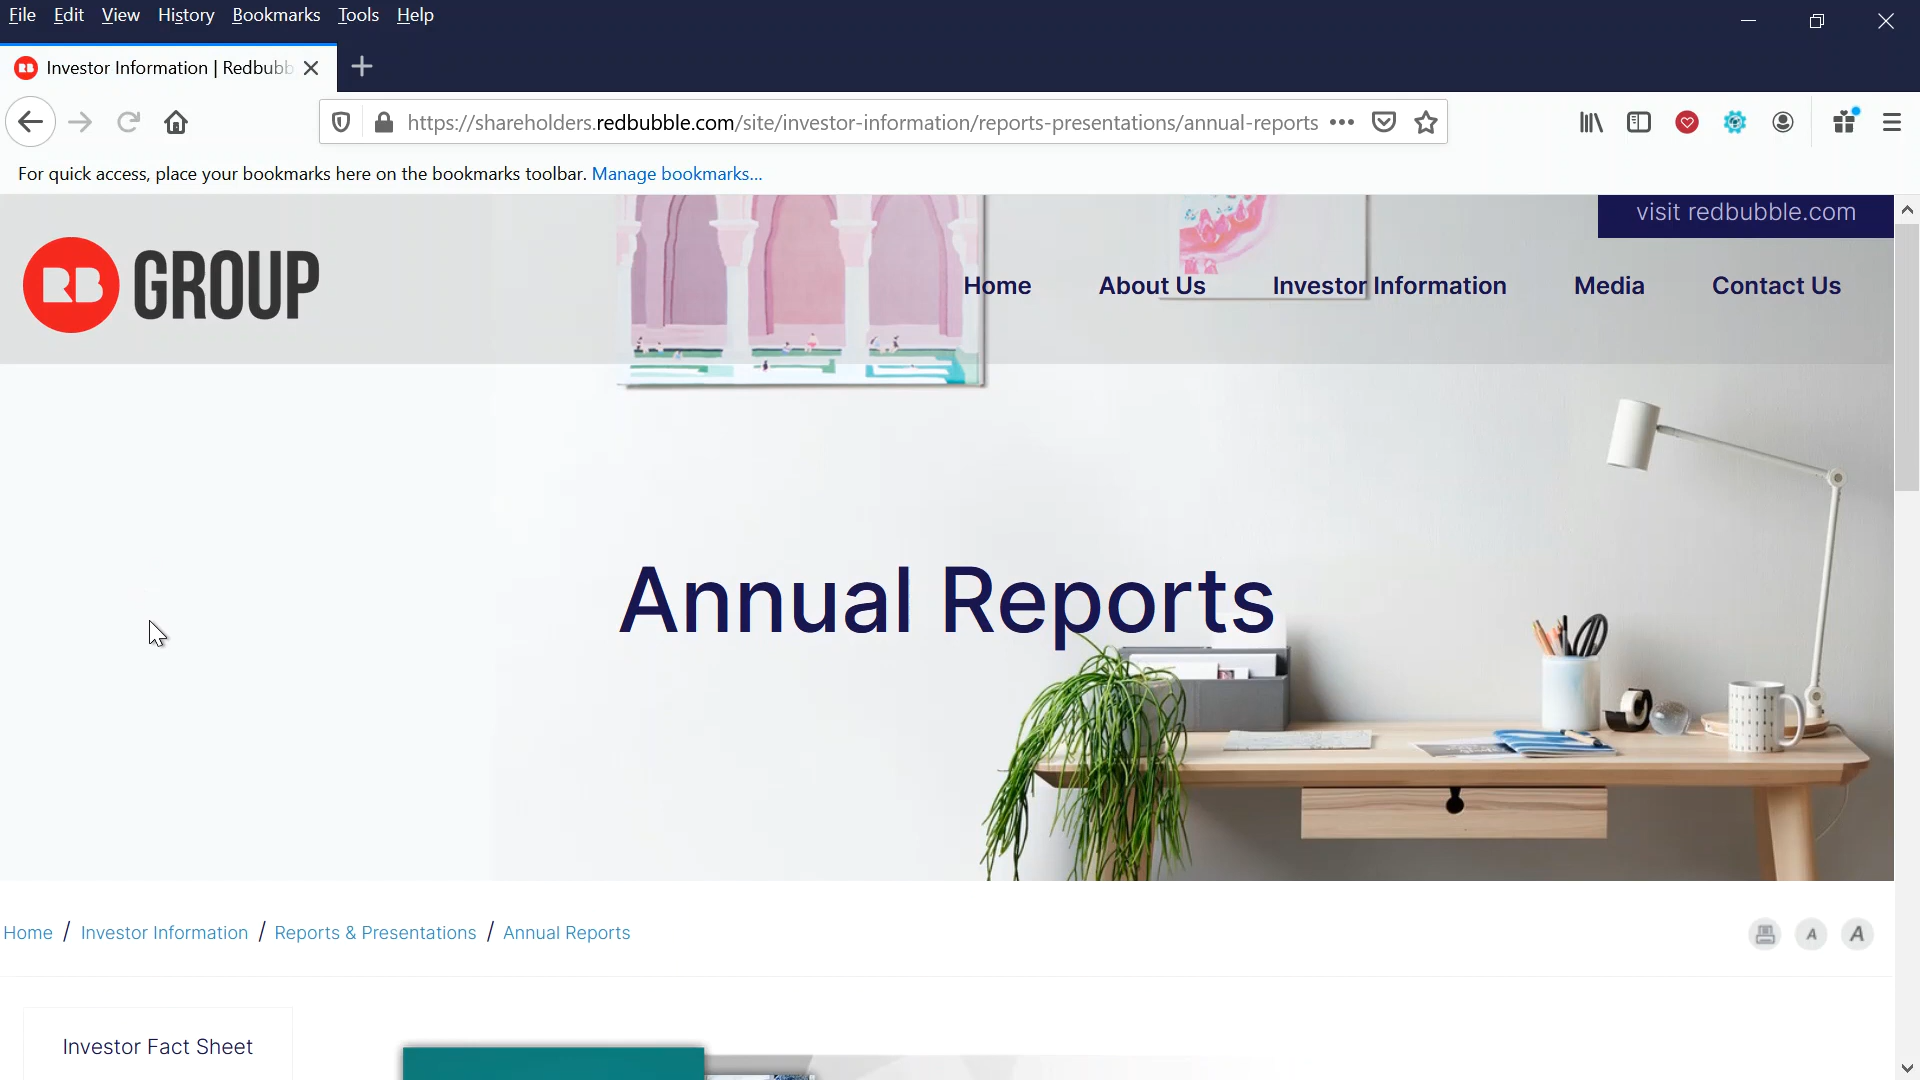 File Edit View History Bookmarks Tools Help
RB Investor Information | Redbubb
https://shareholders.redbubble.com/site/investor-information/reports-presentations/annual-reports
For quick access, place your bookmarks here on the bookmarks toolbar. Manage bookmarks...
visit redbubble.com
RB GROUP
Home About Us Investor Information Media Contact Us
Annual Reports
Home / Investor Information / Reports & Presentations / Annual Reports
A A
Investor Fact Sheet